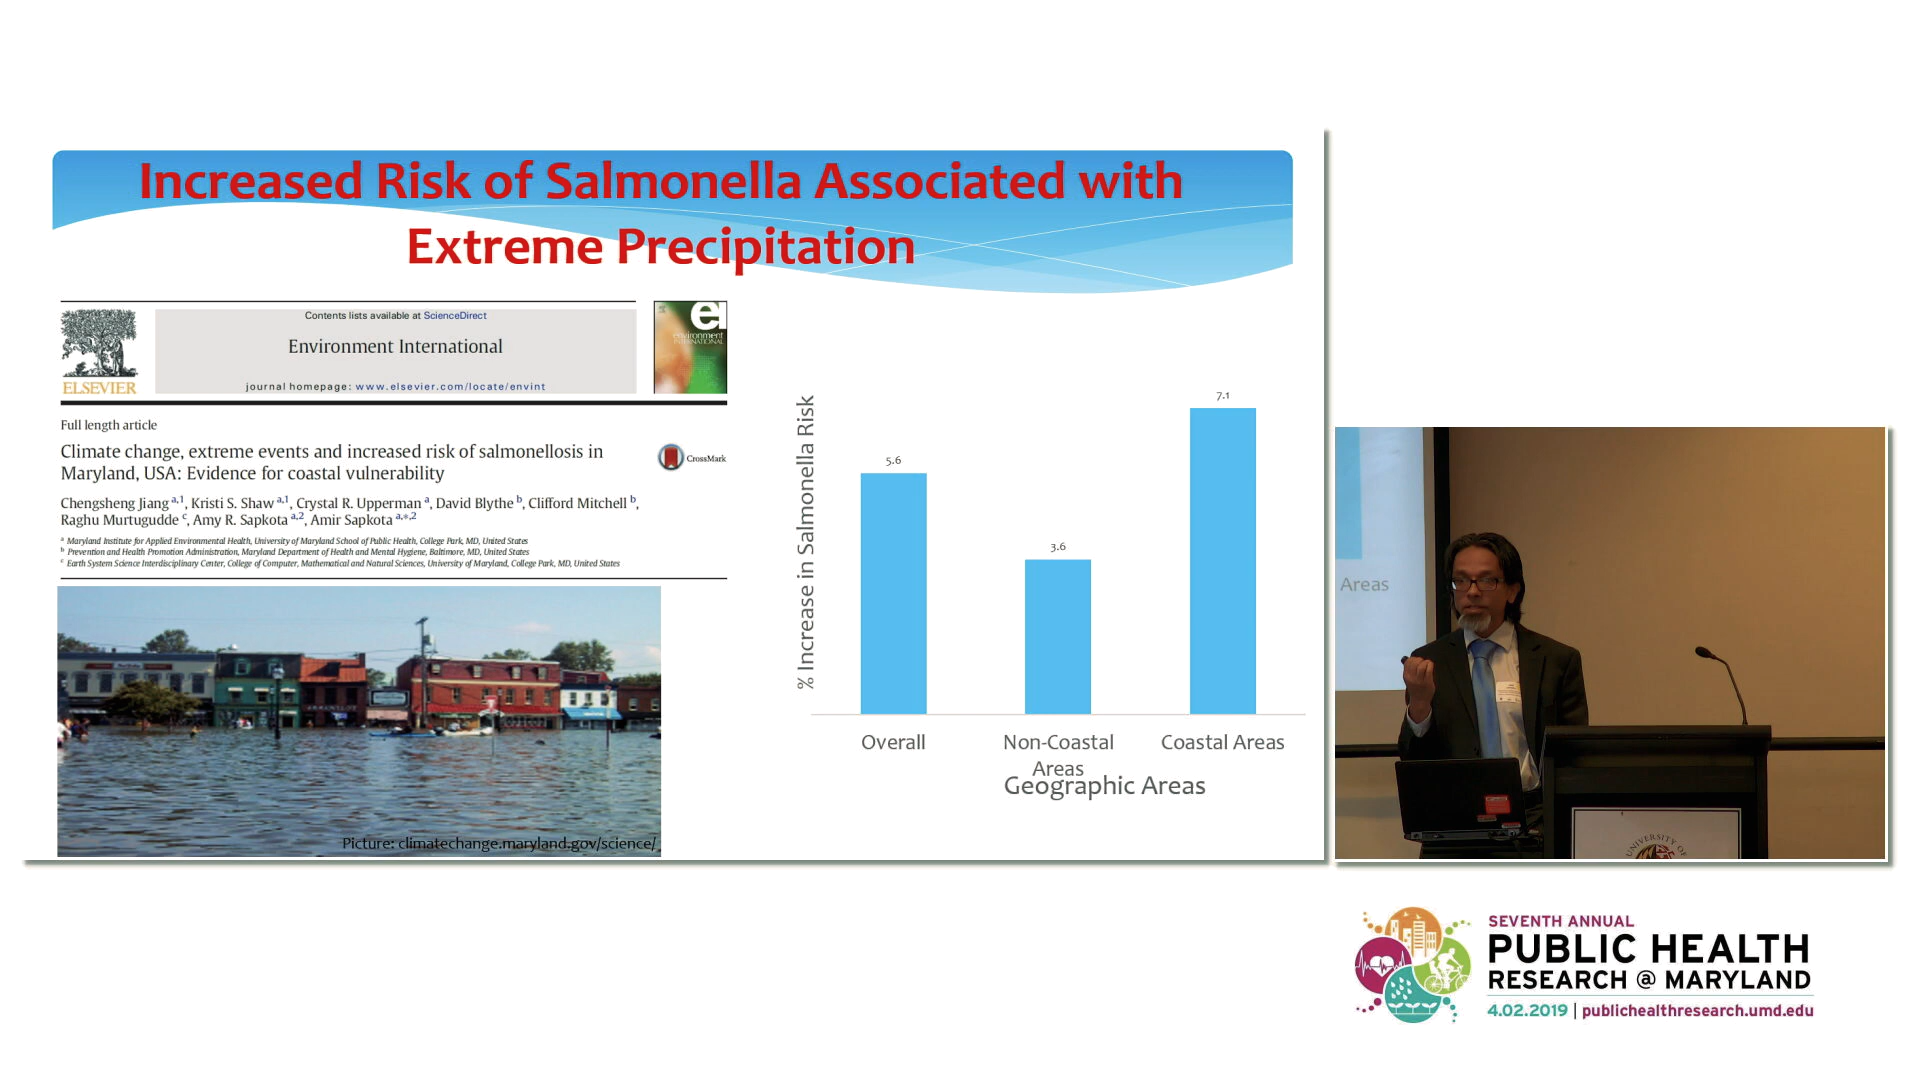 Increased Risk of Salmonella Associated with
Extreme Precipitation
ELSEVIER
Contents lists available at ScienceDirect
Environment International
journal homepage: www.elsevier.com/locate/envint
ei
environment
INTERNATIONAL
Full length article
Climate change, extreme events and increased risk of salmonellosis in
Maryland, USA: Evidence for coastal vulnerability
CrossMark
Chengsheng Jiang a,1, Kristi S. Shaw a,1, Crystal R. Upperman a, David Blythe b, Clifford Mitchell b,
Raghu Murtugudde c, Amy R. Sapkota a,2, Amir Sapkota a,*,2
a Maryland Institute for Applied Environmental Health, University of Maryland School of Public Health, College Park, MD, United States
b Prevention and Health Promotion Administration, Maryland Department of Health and Mental Hygiene, Baltimore, MD, United States
c Earth System Science Interdisciplinary Center, College of Computer, Mathematical and Natural Sciences, University of Maryland, College Park, MD, United States
Picture: climatechange.maryland.gov/science/
% Increase in Salmonella Risk
5.6
3.6
7.1
Overall
Non-Coastal
Areas
Coastal Areas
Geographic Areas
Areas
UNIVERSITY OF
SEVENTH ANNUAL
PUBLIC HEALTH
RESEARCH @ MARYLAND
4.02.2019 | publichealthresearch.umd.edu